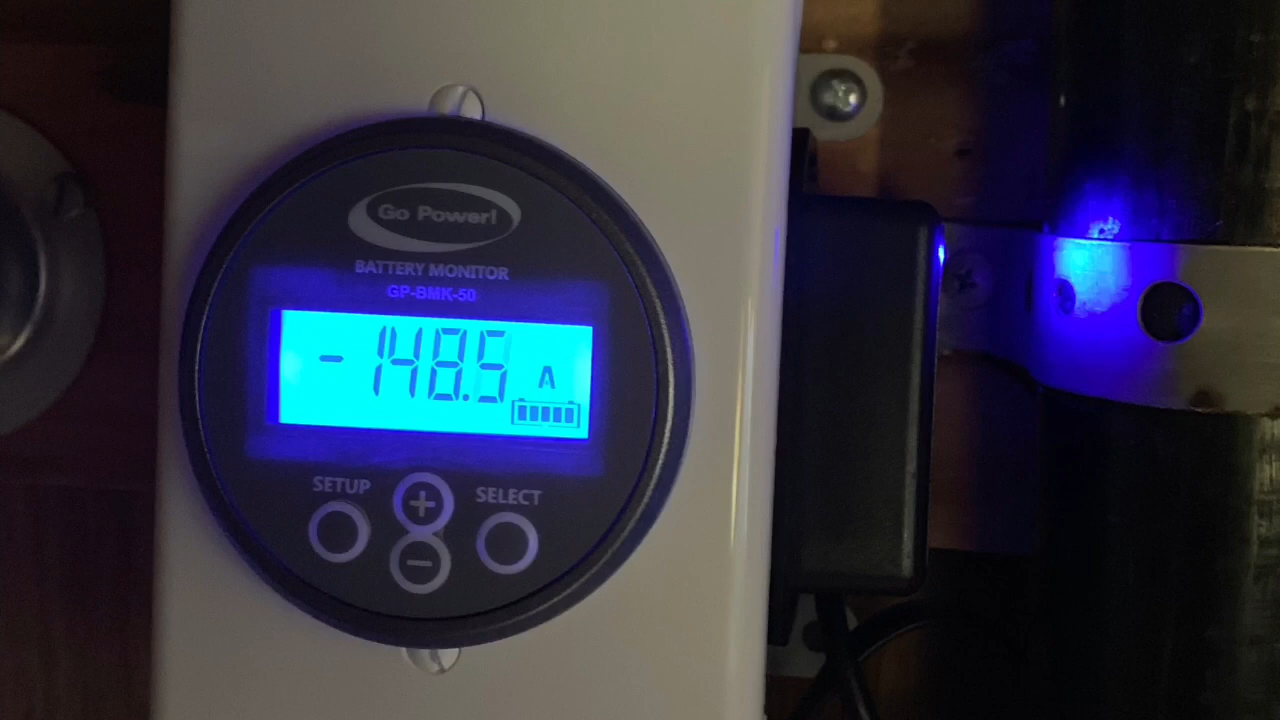 Go Power!
BATTERY MONITOR
GP-BMK-50
-148.5 A
SETUP + SELECT
−